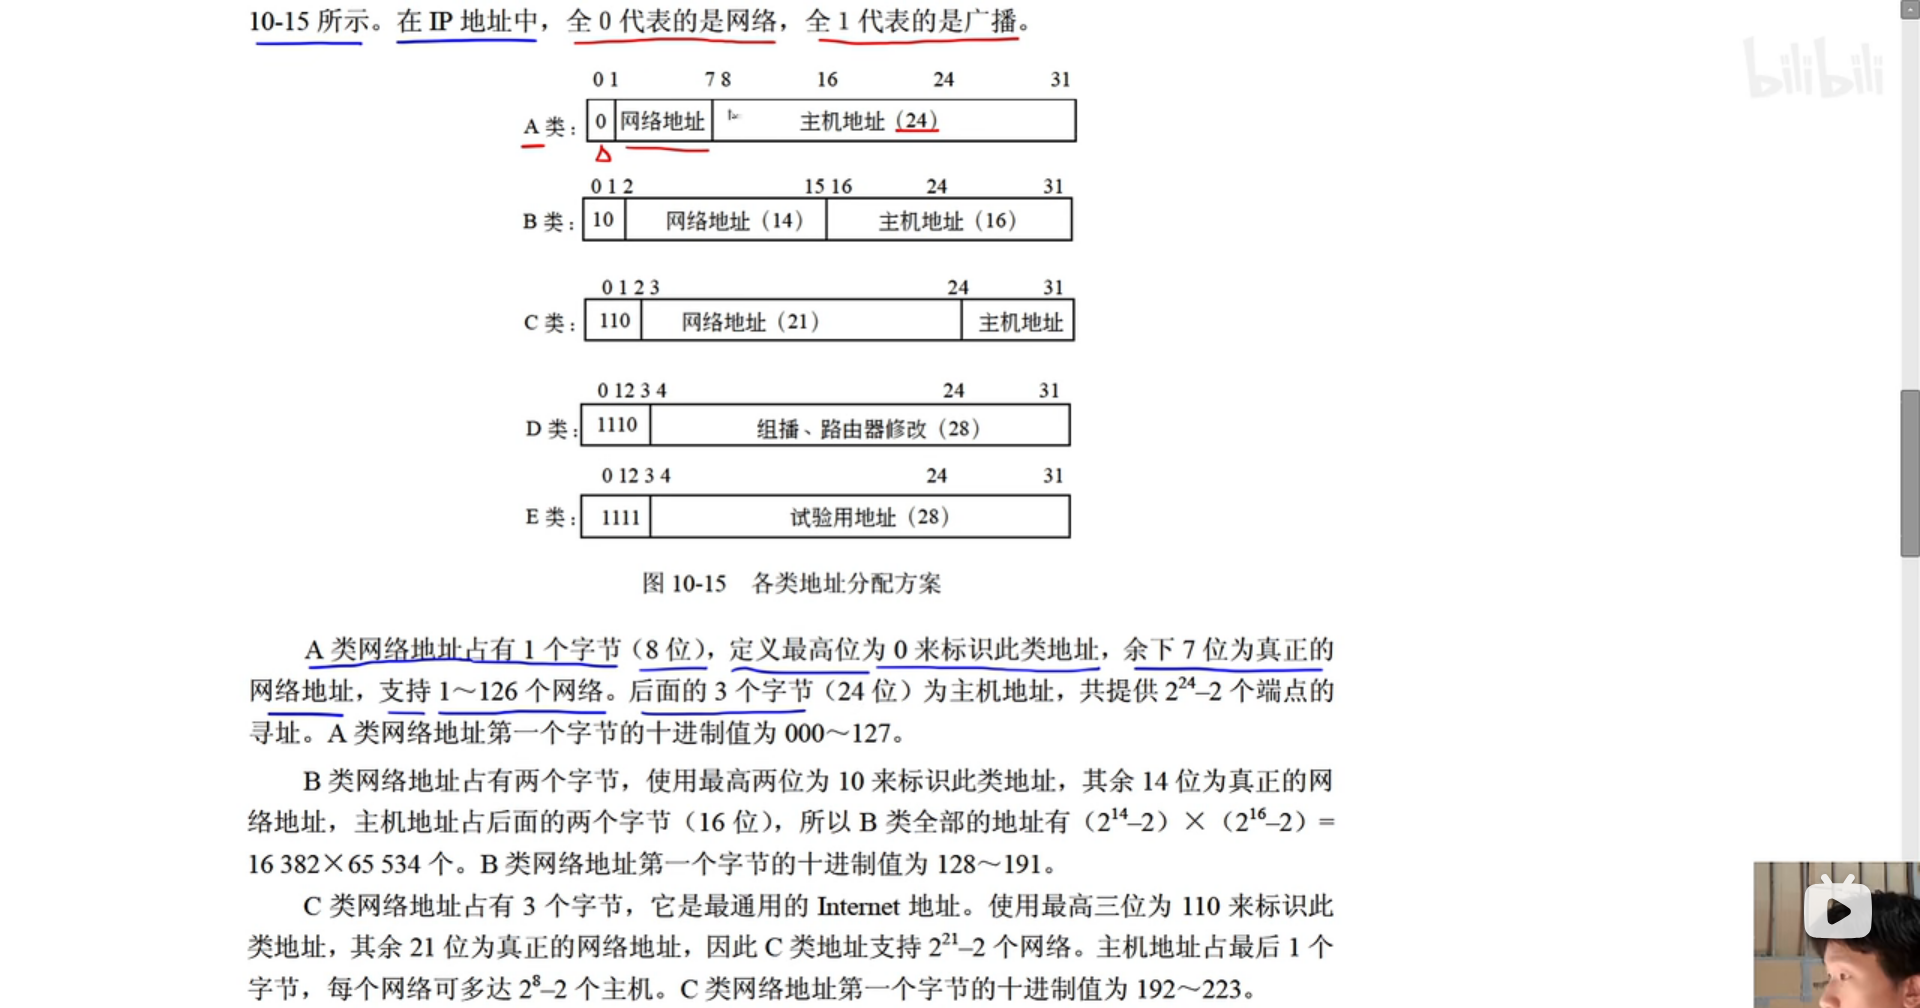 10-15 所示。在 IP 地址中，全 0 代表的是网络，全 1 代表的是广播。
bilibili
0 1 7 8 16 24 31
A 类： 0 网络地址 主机地址（24）
0 1 2 15 16 24 31
B 类： 10 网络地址（14） 主机地址（16）
0 1 2 3 24 31
C 类： 110 网络地址（21） 主机地址
0 12 3 4 24 31
D 类： 1110 组播、路由器修改（28）
0 12 3 4 24 31
E 类： 1111 试验用地址（28）
图 10-15 各类地址分配方案
A 类网络地址占有 1 个字节（8 位），定义最高位为 0 来标识此类地址，余下 7 位为真正的
网络地址，支持 1～126 个网络。后面的 3 个字节（24 位）为主机地址，共提供 2²⁴–2 个端点的
寻址。A 类网络地址第一个字节的十进制值为 000～127。
B 类网络地址占有两个字节，使用最高两位为 10 来标识此类地址，其余 14 位为真正的网
络地址，主机地址占后面的两个字节（16 位），所以 B 类全部的地址有（2¹⁴–2）×（2¹⁶–2）=
16 382×65 534 个。B 类网络地址第一个字节的十进制值为 128～191。
C 类网络地址占有 3 个字节，它是最通用的 Internet 地址。使用最高三位为 110 来标识此
类地址，其余 21 位为真正的网络地址，因此 C 类地址支持 2²¹–2 个网络。主机地址占最后 1 个
字节，每个网络可多达 2⁸–2 个主机。C 类网络地址第一个字节的十进制值为 192～223。